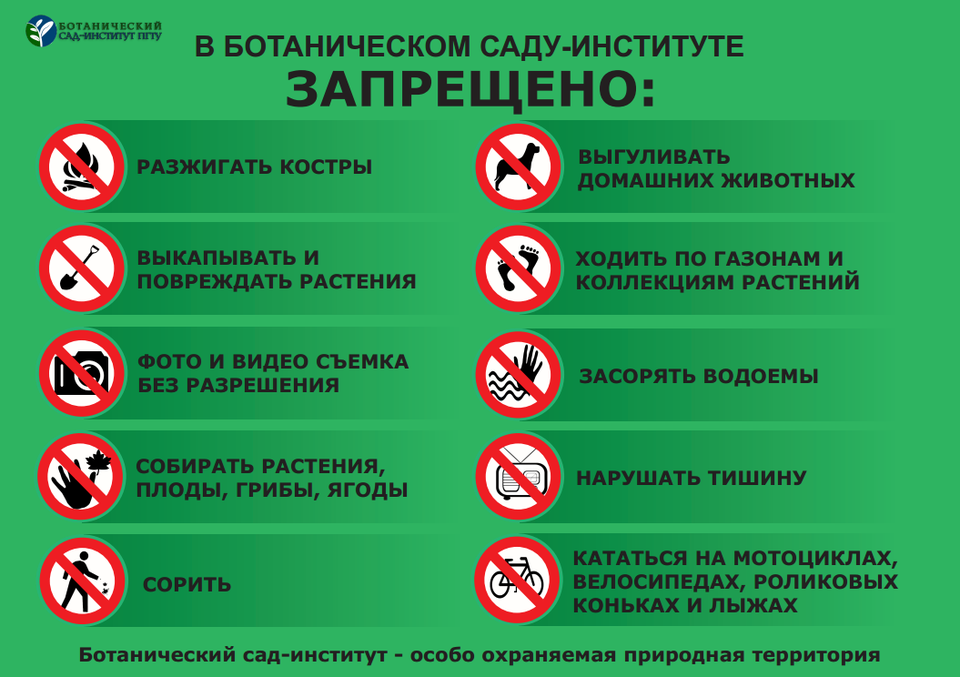 БОТАНИЧЕСКИЙ
САД-ИНСТИТУТ ПГТУ
В БОТАНИЧЕСКОМ САДУ-ИНСТИТУТЕ
ЗАПРЕЩЕНО:
РАЗЖИГАТЬ КОСТРЫ
ВЫКАПЫВАТЬ И
ПОВРЕЖДАТЬ РАСТЕНИЯ
ФОТО И ВИДЕО СЪЕМКА
БЕЗ РАЗРЕШЕНИЯ
СОБИРАТЬ РАСТЕНИЯ,
ПЛОДЫ, ГРИБЫ, ЯГОДЫ
СОРИТЬ
ВЫГУЛИВАТЬ
ДОМАШНИХ ЖИВОТНЫХ
ХОДИТЬ ПО ГАЗОНАМ И
КОЛЛЕКЦИЯМ РАСТЕНИЙ
ЗАСОРЯТЬ ВОДОЕМЫ
НАРУШАТЬ ТИШИНУ
КАТАТЬСЯ НА МОТОЦИКЛАХ,
ВЕЛОСИПЕДАХ, РОЛИКОВЫХ
КОНЬКАХ И ЛЫЖАХ
Ботанический сад-институт - особо охраняемая природная территория